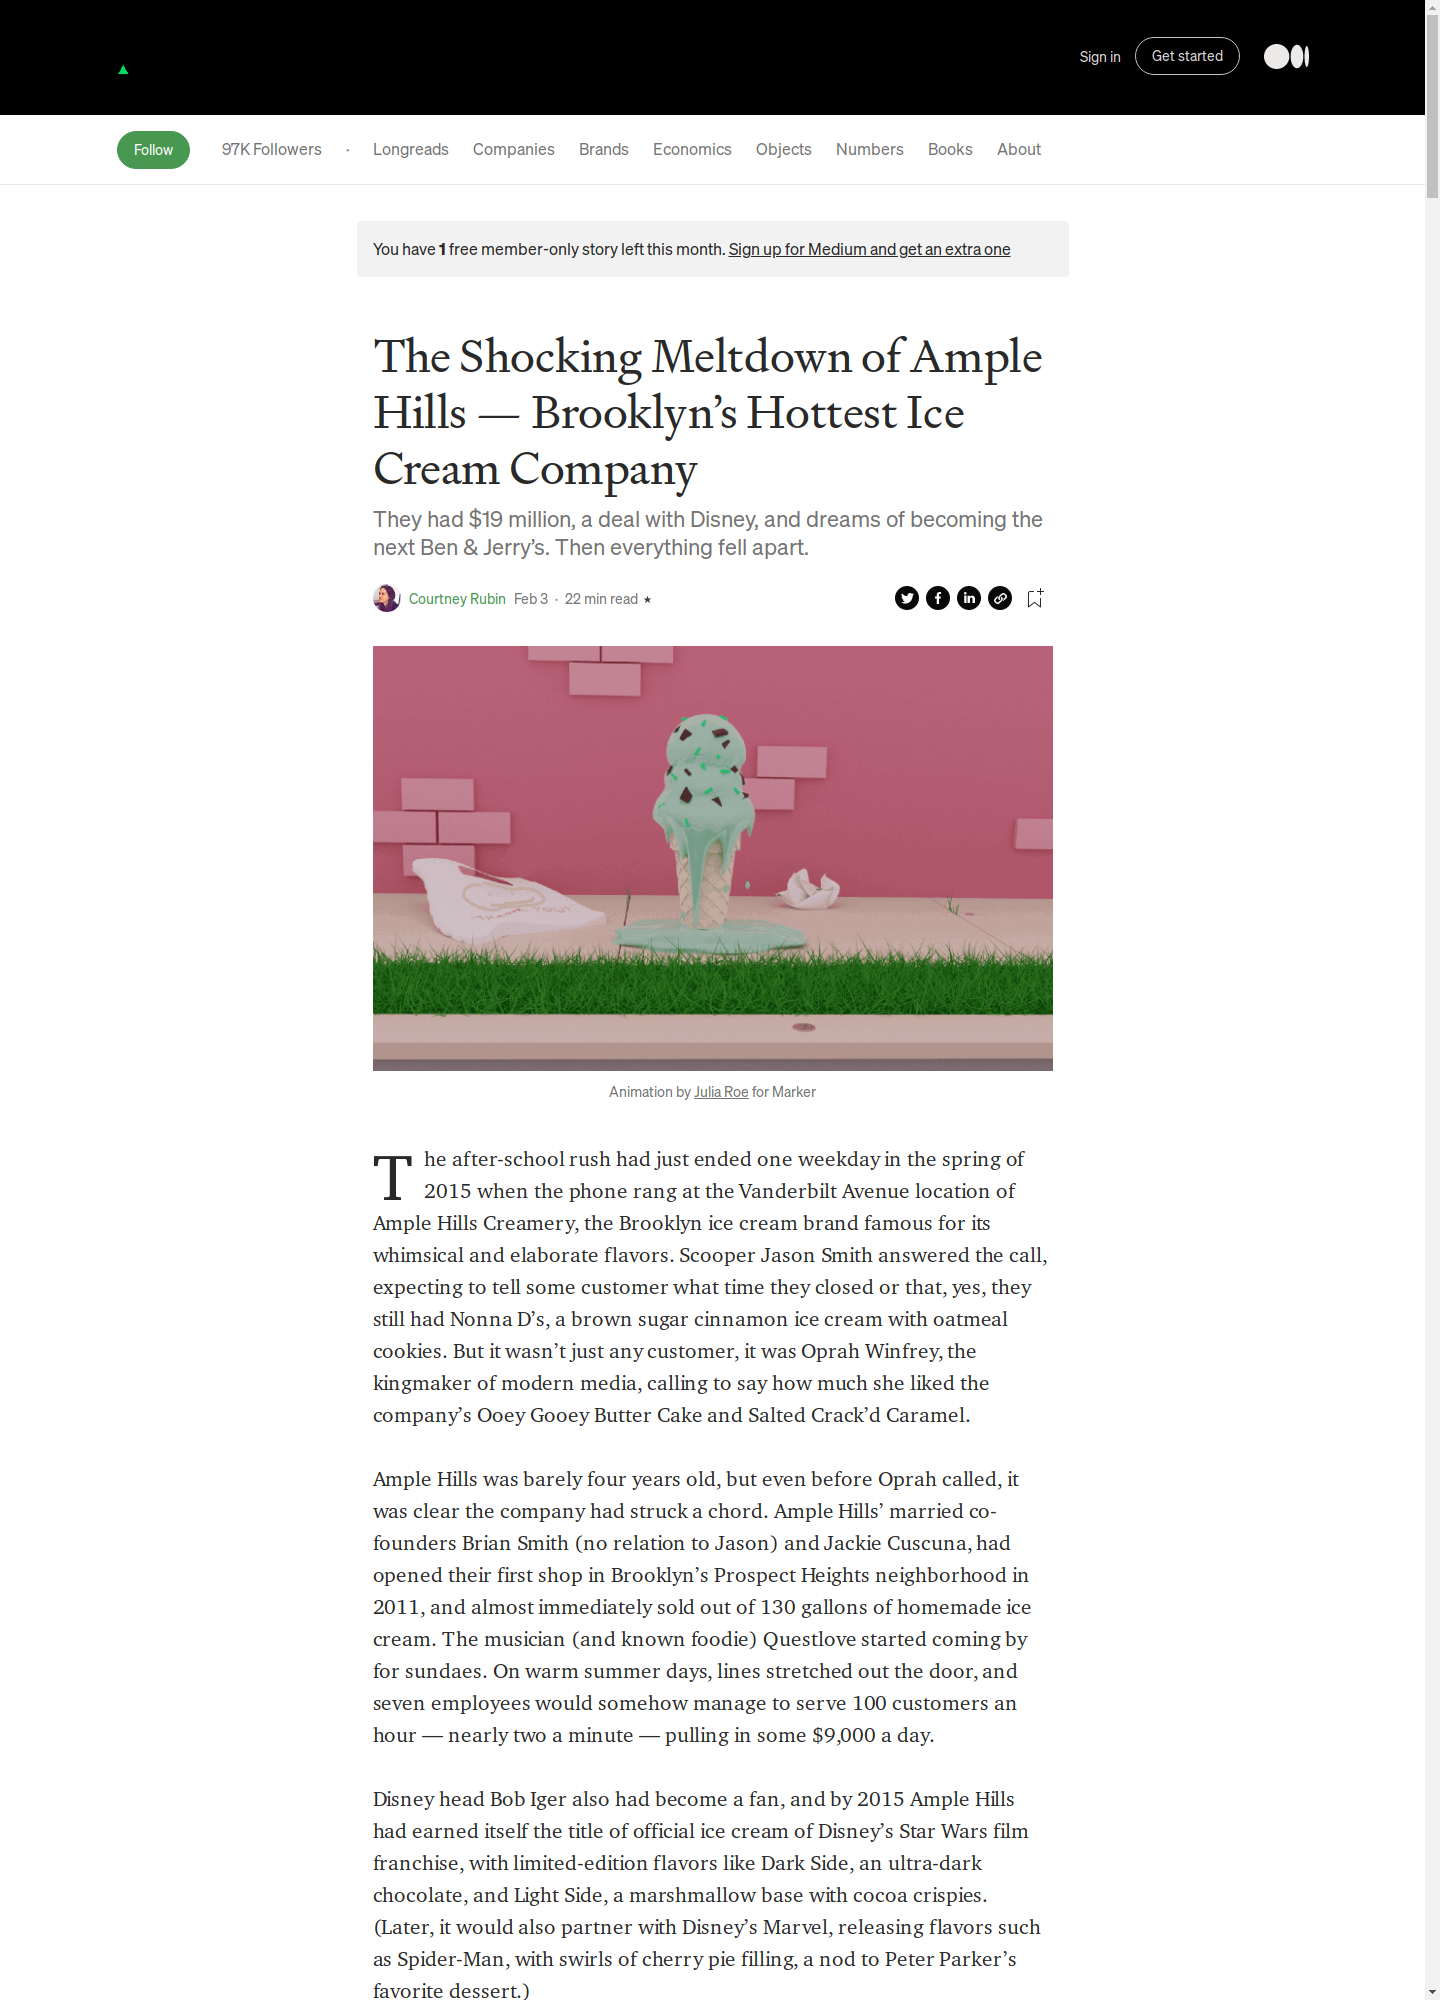 Sign in
Get started
Follow
97K Followers · Longreads Companies Brands Economics Objects Numbers Books About
You have 1 free member-only story left this month. Sign up for Medium and get an extra one
The Shocking Meltdown of Ample
Hills — Brooklyn’s Hottest Ice
Cream Company
They had $19 million, a deal with Disney, and dreams of becoming the
next Ben & Jerry’s. Then everything fell apart.
Courtney Rubin Feb 3 · 22 min read ★
THANK YOU!
Animation by Julia Roe for Marker
The after-school rush had just ended one weekday in the spring of
2015 when the phone rang at the Vanderbilt Avenue location of
Ample Hills Creamery, the Brooklyn ice cream brand famous for its
whimsical and elaborate flavors. Scooper Jason Smith answered the call,
expecting to tell some customer what time they closed or that, yes, they
still had Nonna D’s, a brown sugar cinnamon ice cream with oatmeal
cookies. But it wasn’t just any customer, it was Oprah Winfrey, the
kingmaker of modern media, calling to say how much she liked the
company’s Ooey Gooey Butter Cake and Salted Crack’d Caramel.
Ample Hills was barely four years old, but even before Oprah called, it
was clear the company had struck a chord. Ample Hills’ married co-
founders Brian Smith (no relation to Jason) and Jackie Cuscuna, had
opened their first shop in Brooklyn’s Prospect Heights neighborhood in
2011, and almost immediately sold out of 130 gallons of homemade ice
cream. The musician (and known foodie) Questlove started coming by
for sundaes. On warm summer days, lines stretched out the door, and
seven employees would somehow manage to serve 100 customers an
hour — nearly two a minute — pulling in some $9,000 a day.
Disney head Bob Iger also had become a fan, and by 2015 Ample Hills
had earned itself the title of official ice cream of Disney’s Star Wars film
franchise, with limited-edition flavors like Dark Side, an ultra-dark
chocolate, and Light Side, a marshmallow base with cocoa crispies.
(Later, it would also partner with Disney’s Marvel, releasing flavors such
as Spider-Man, with swirls of cherry pie filling, a nod to Peter Parker’s
favorite dessert.)